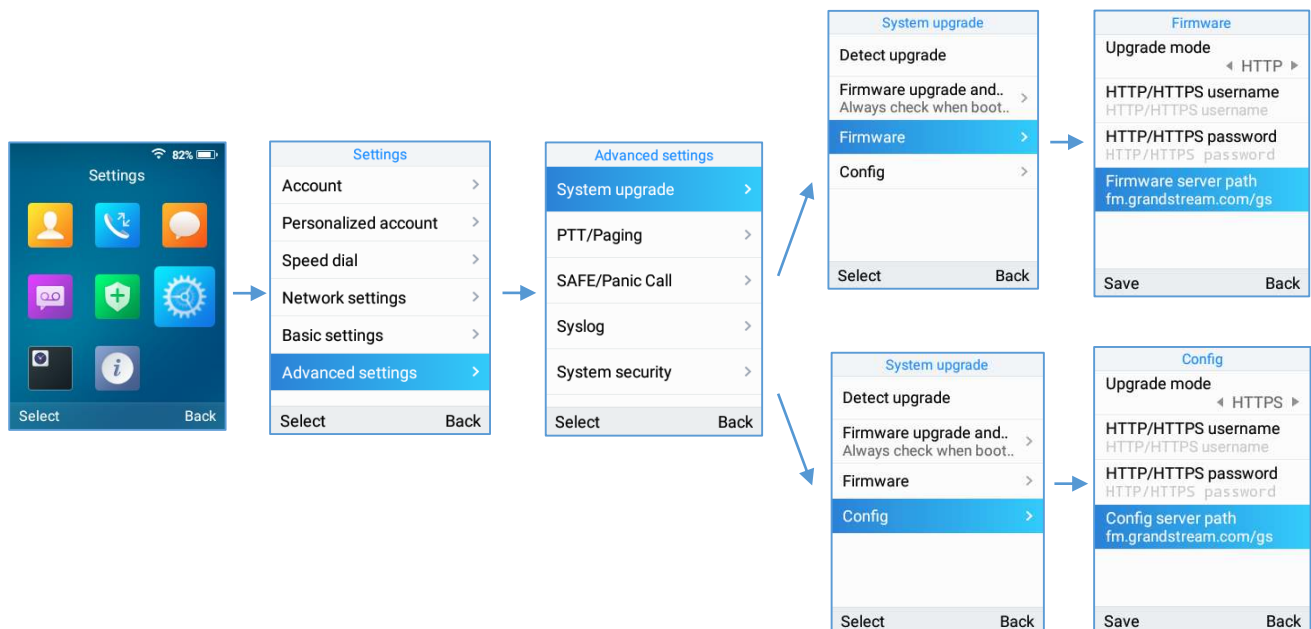 82%
Settings
Select Back
Settings
Account
Personalized account
Speed dial
Network settings
Basic settings
Advanced settings
Select Back
Advanced settings
System upgrade
PTT/Paging
SAFE/Panic Call
Syslog
System security
Select Back
System upgrade
Detect upgrade
Firmware upgrade and..
Always check when boot..
Firmware
Config
Select Back
Firmware
Upgrade mode
HTTP
HTTP/HTTPS username
HTTP/HTTPS username
HTTP/HTTPS password
HTTP/HTTPS password
Firmware server path
fm.grandstream.com/gs
Save Back
System upgrade
Detect upgrade
Firmware upgrade and..
Always check when boot..
Firmware
Config
Select Back
Config
Upgrade mode
HTTPS
HTTP/HTTPS username
HTTP/HTTPS username
HTTP/HTTPS password
HTTP/HTTPS password
Config server path
fm.grandstream.com/gs
Save Back